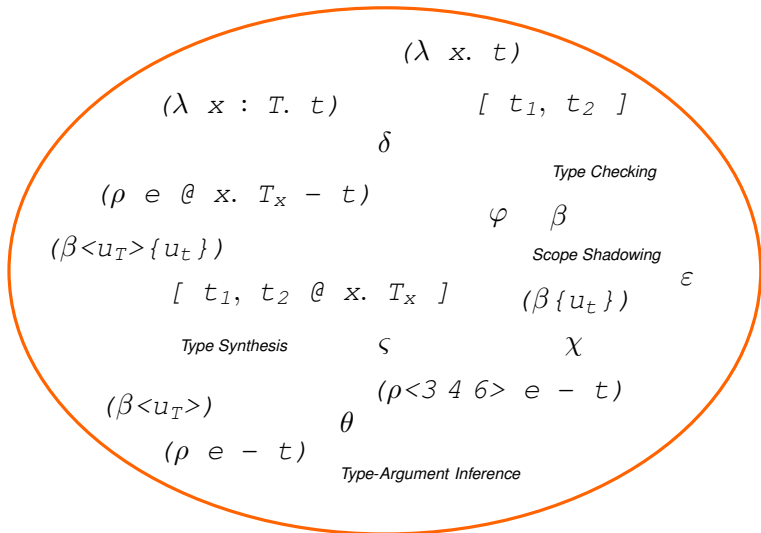 (λ x. t)
(λ x : T. t)
[ t₁, t₂ ]
δ
Type Checking
(ρ e @ x. Tₓ - t)
φ β
(β<u_T>{u_t})
Scope Shadowing
ε
[ t₁, t₂ @ x. Tₓ ]
(β{u_t})
Type Synthesis
ς
χ
(ρ<3 4 6> e - t)
(β<u_T>)
θ
(ρ e - t)
Type-Argument Inference